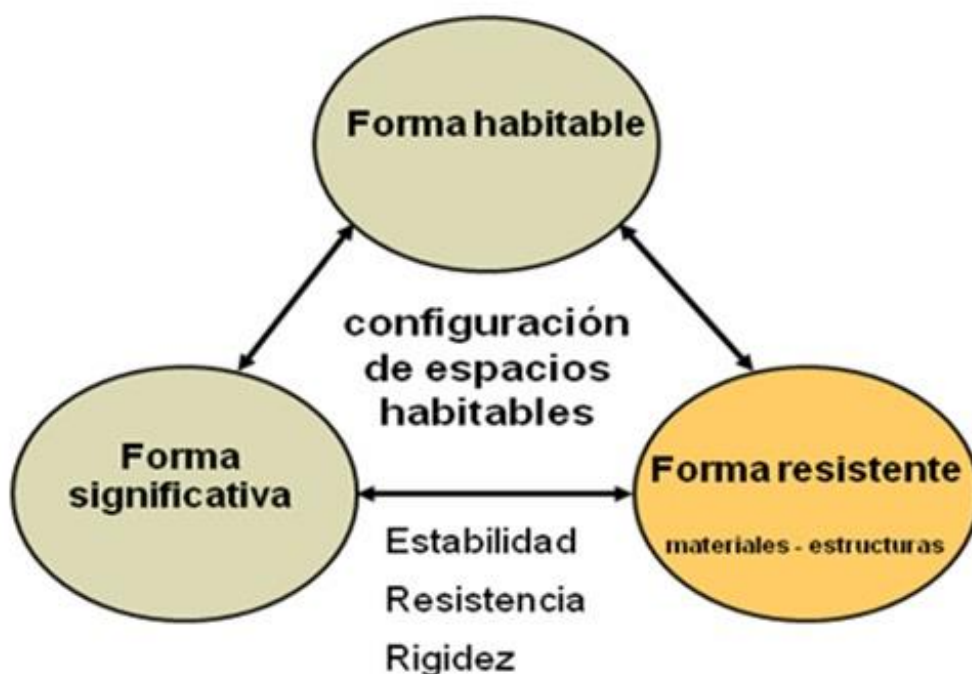 Forma habitable
configuración
de espacios
habitables
Forma
significativa
Forma resistente
materiales - estructuras
Estabilidad
Resistencia
Rigidez